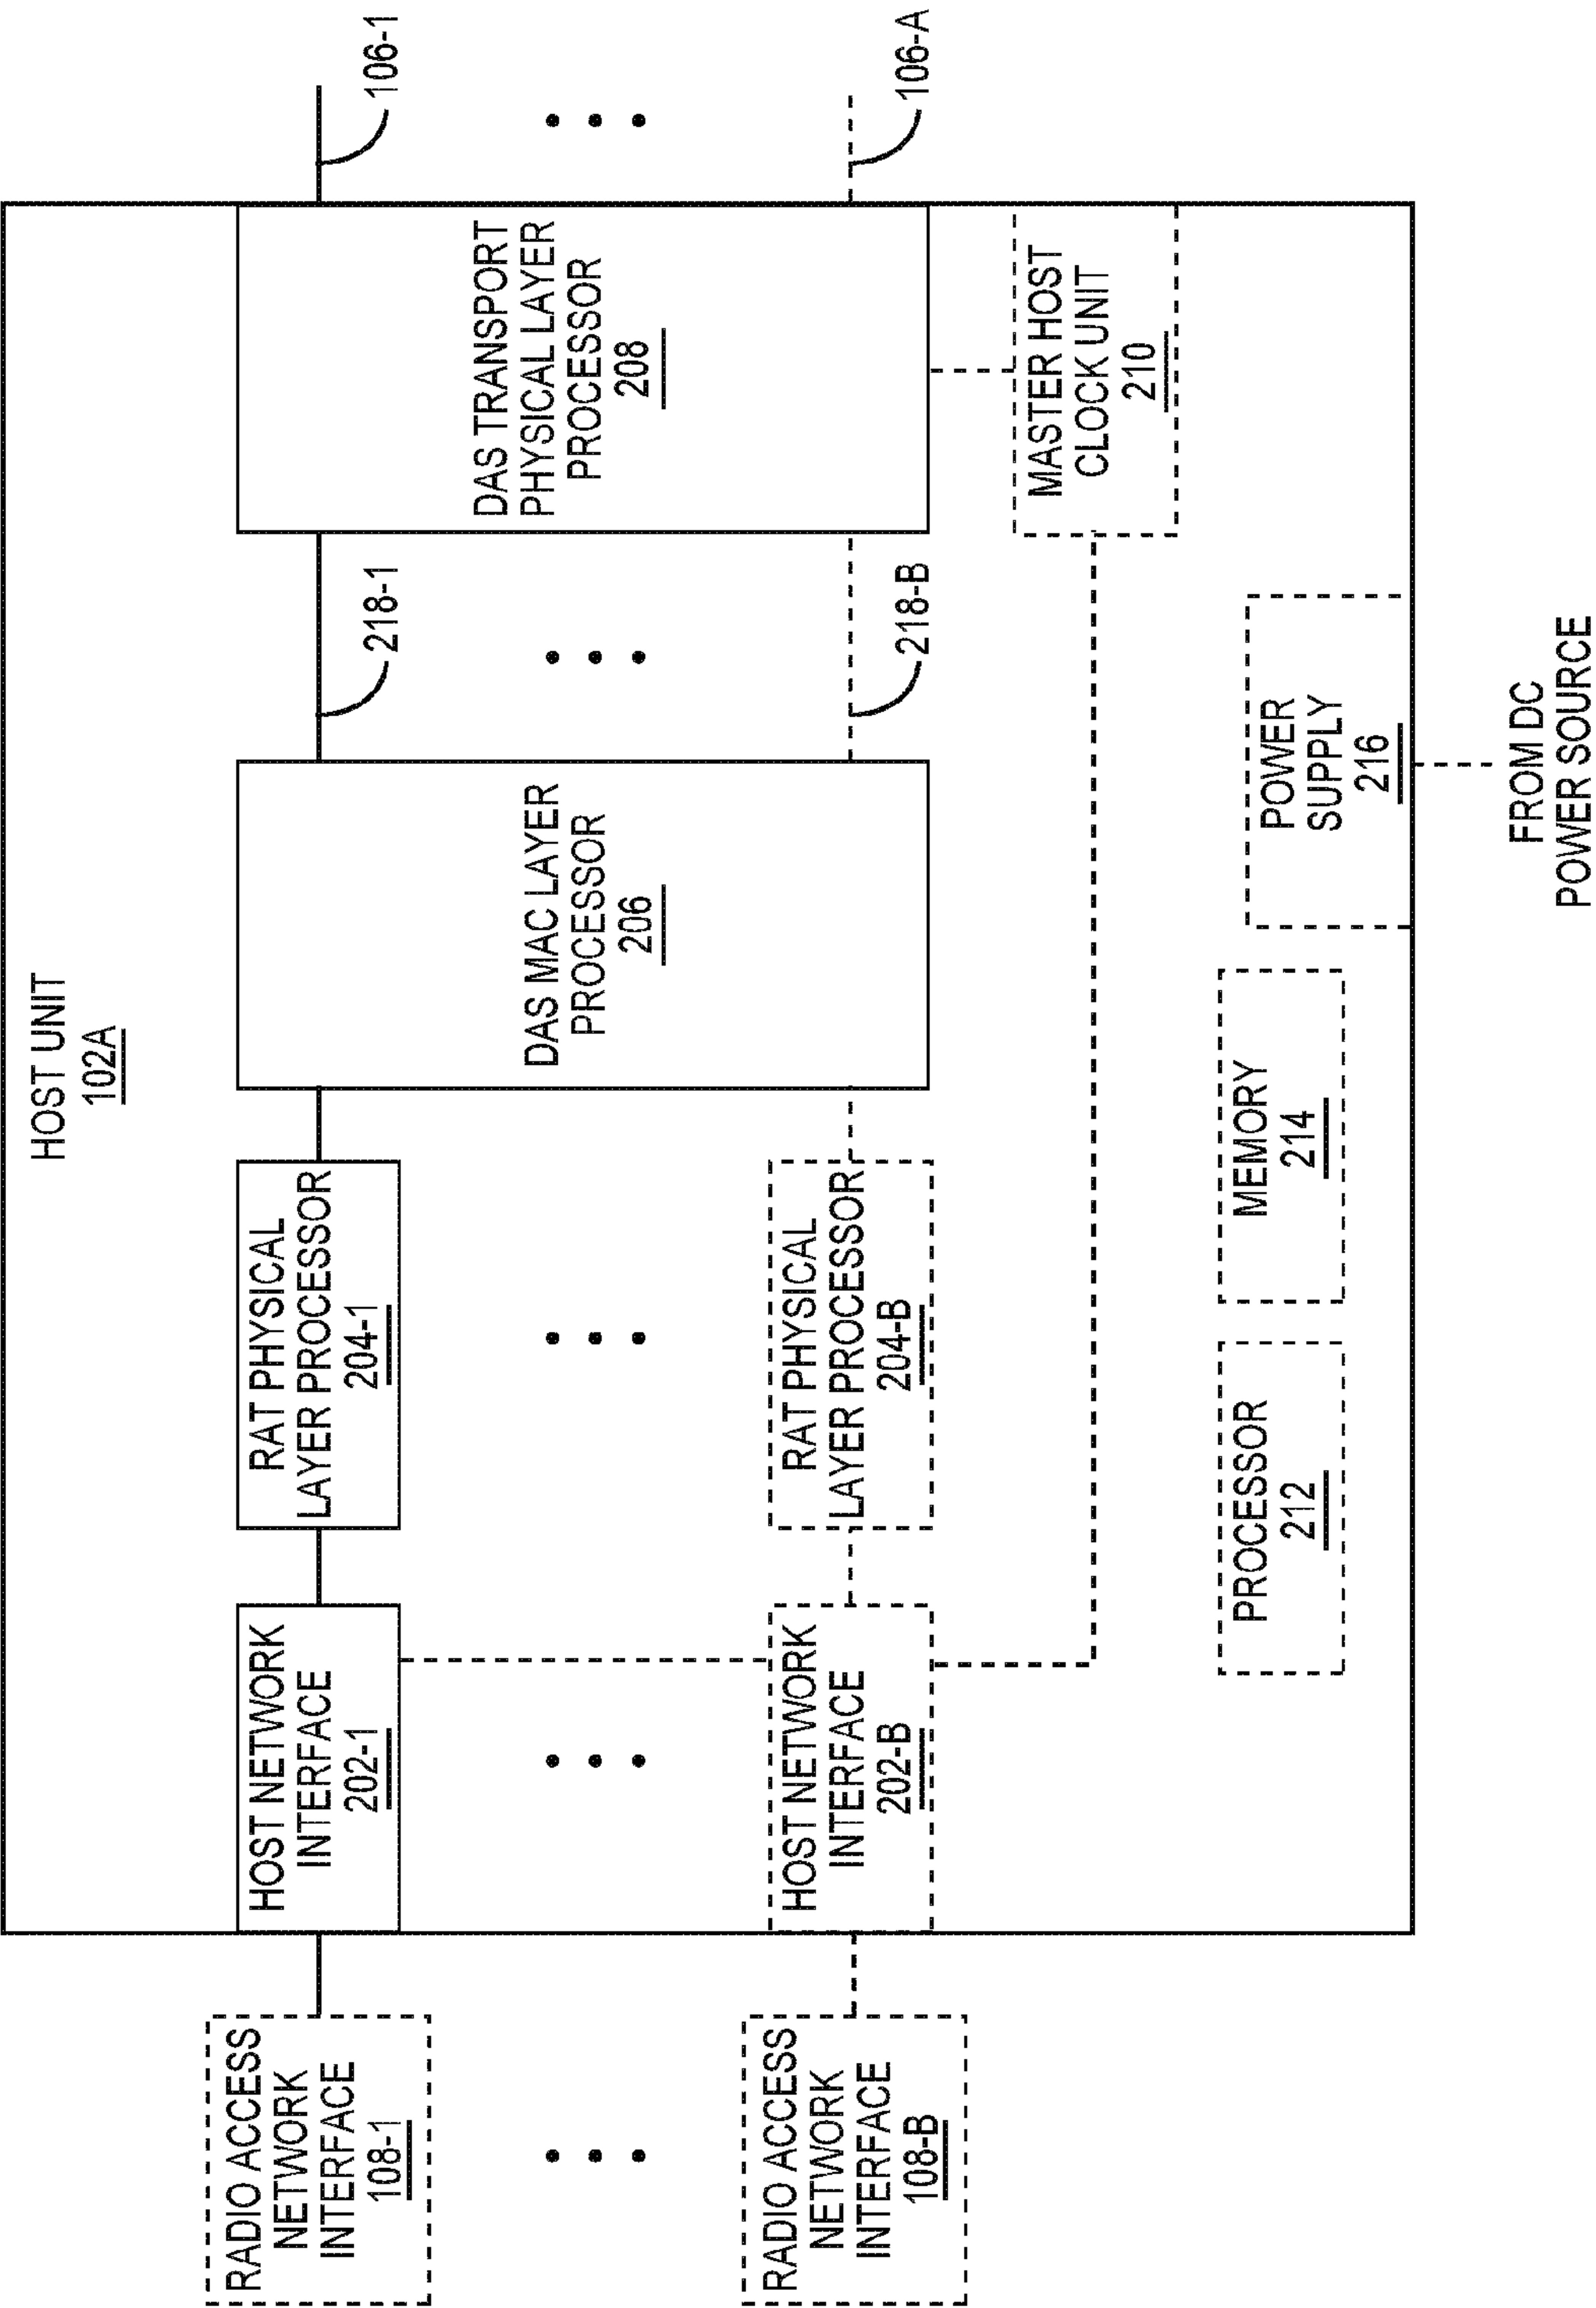 HOST UNIT
102A
RADIO ACCESS
NETWORK
INTERFACE
108-1
HOST NETWORK
INTERFACE
202-1
RAT PHYSICAL
LAYER PROCESSOR
204-1
DAS MAC LAYER
PROCESSOR
206
218-1
DAS TRANSPORT
PHYSICAL LAYER
PROCESSOR
208
106-1
RADIO ACCESS
NETWORK
INTERFACE
108-B
HOST NETWORK
INTERFACE
202-B
RAT PHYSICAL
LAYER PROCESSOR
204-B
218-B
106-A
MASTER HOST
CLOCK UNIT
210
PROCESSOR
212
MEMORY
214
POWER
SUPPLY
216
FROM DC
POWER SOURCE